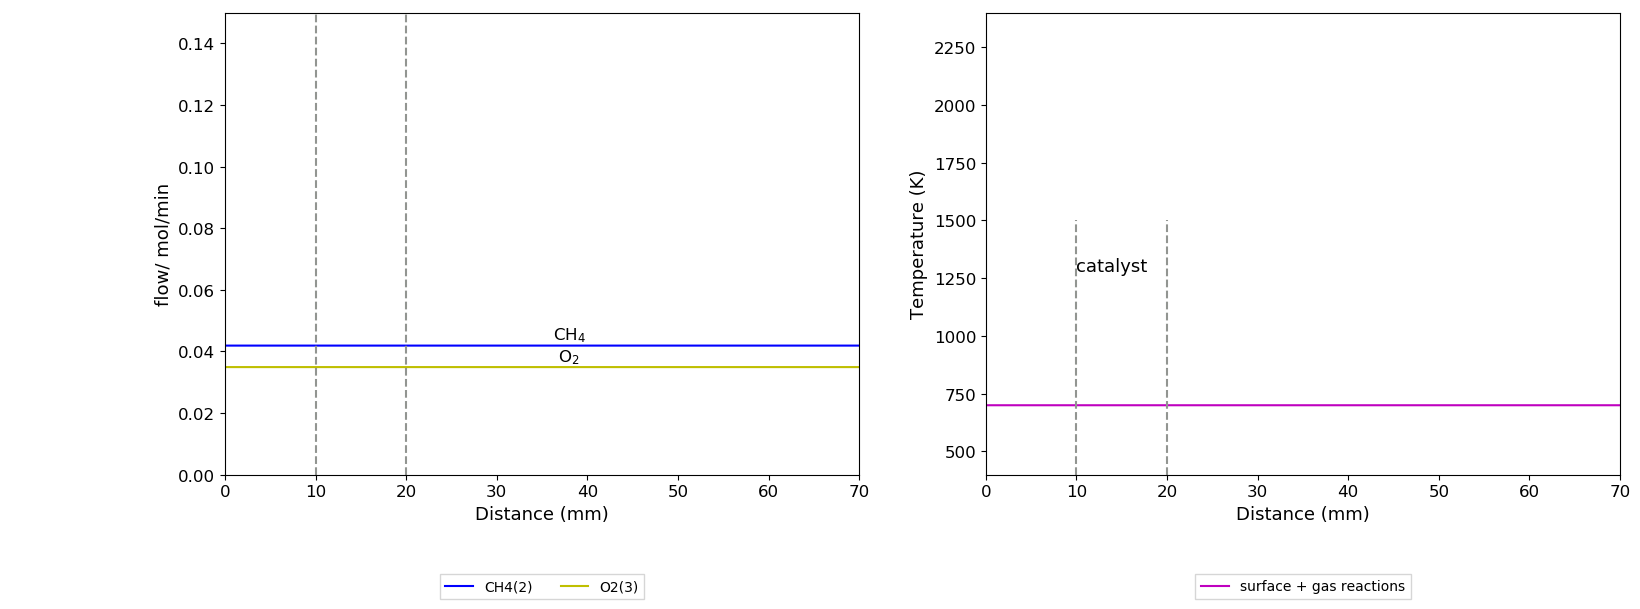 0.14
0.12
0.10
0.08
0.06
0.04
0.02
0.00
flow/ mol/min
CH₄
O₂
0 10 20 30 40 50 60 70
Distance (mm)
CH4(2) O2(3)
2250
2000
1750
1500
1250
1000
750
500
Temperature (K)
catalyst
0 10 20 30 40 50 60 70
Distance (mm)
surface + gas reactions